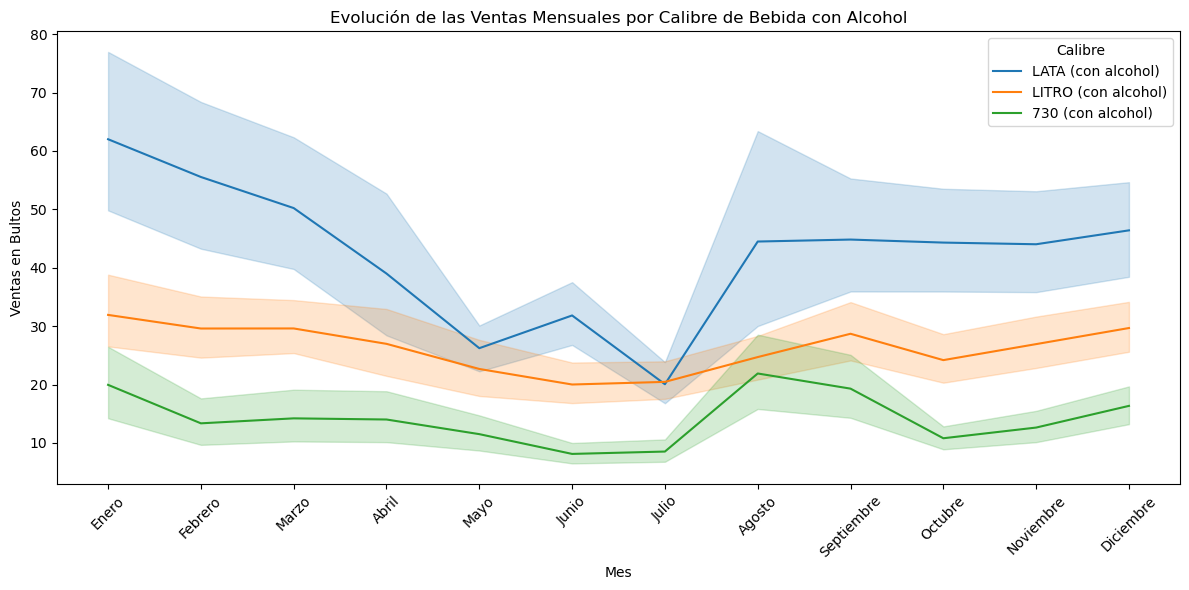 Evolución de las Ventas Mensuales por Calibre de Bebida con Alcohol
Calibre
LATA (con alcohol)
LITRO (con alcohol)
730 (con alcohol)
Ventas en Bultos
80
70
60
50
40
30
20
10
Enero
Febrero
Marzo
Abril
Mayo
Junio
Julio
Agosto
Septiembre
Octubre
Noviembre
Diciembre
Mes